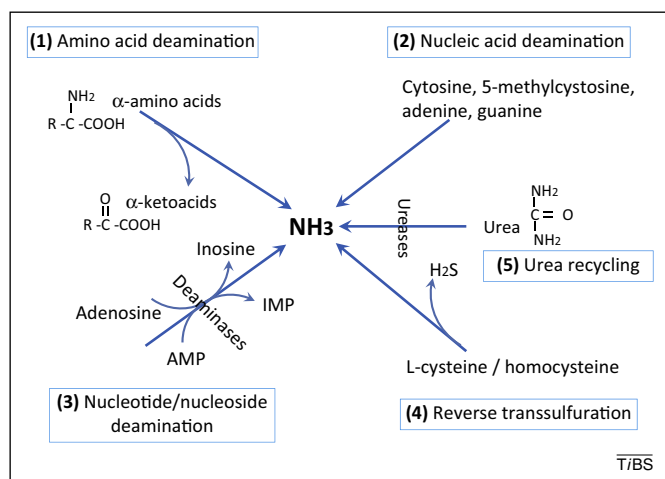 (1) Amino acid deamination
(2) Nucleic acid deamination
NH2
α-amino acids
R -C -COOH
Cytosine, 5-methylcystosine,
adenine, guanine
O
α-ketoacids
R -C -COOH
NH3
Ureases
Urea
NH2
C = O
NH2
(5) Urea recycling
Inosine
H2S
Adenosine
Deaminases
IMP
AMP
L-cysteine / homocysteine
(3) Nucleotide/nucleoside
deamination
(4) Reverse transsulfuration
TiBS